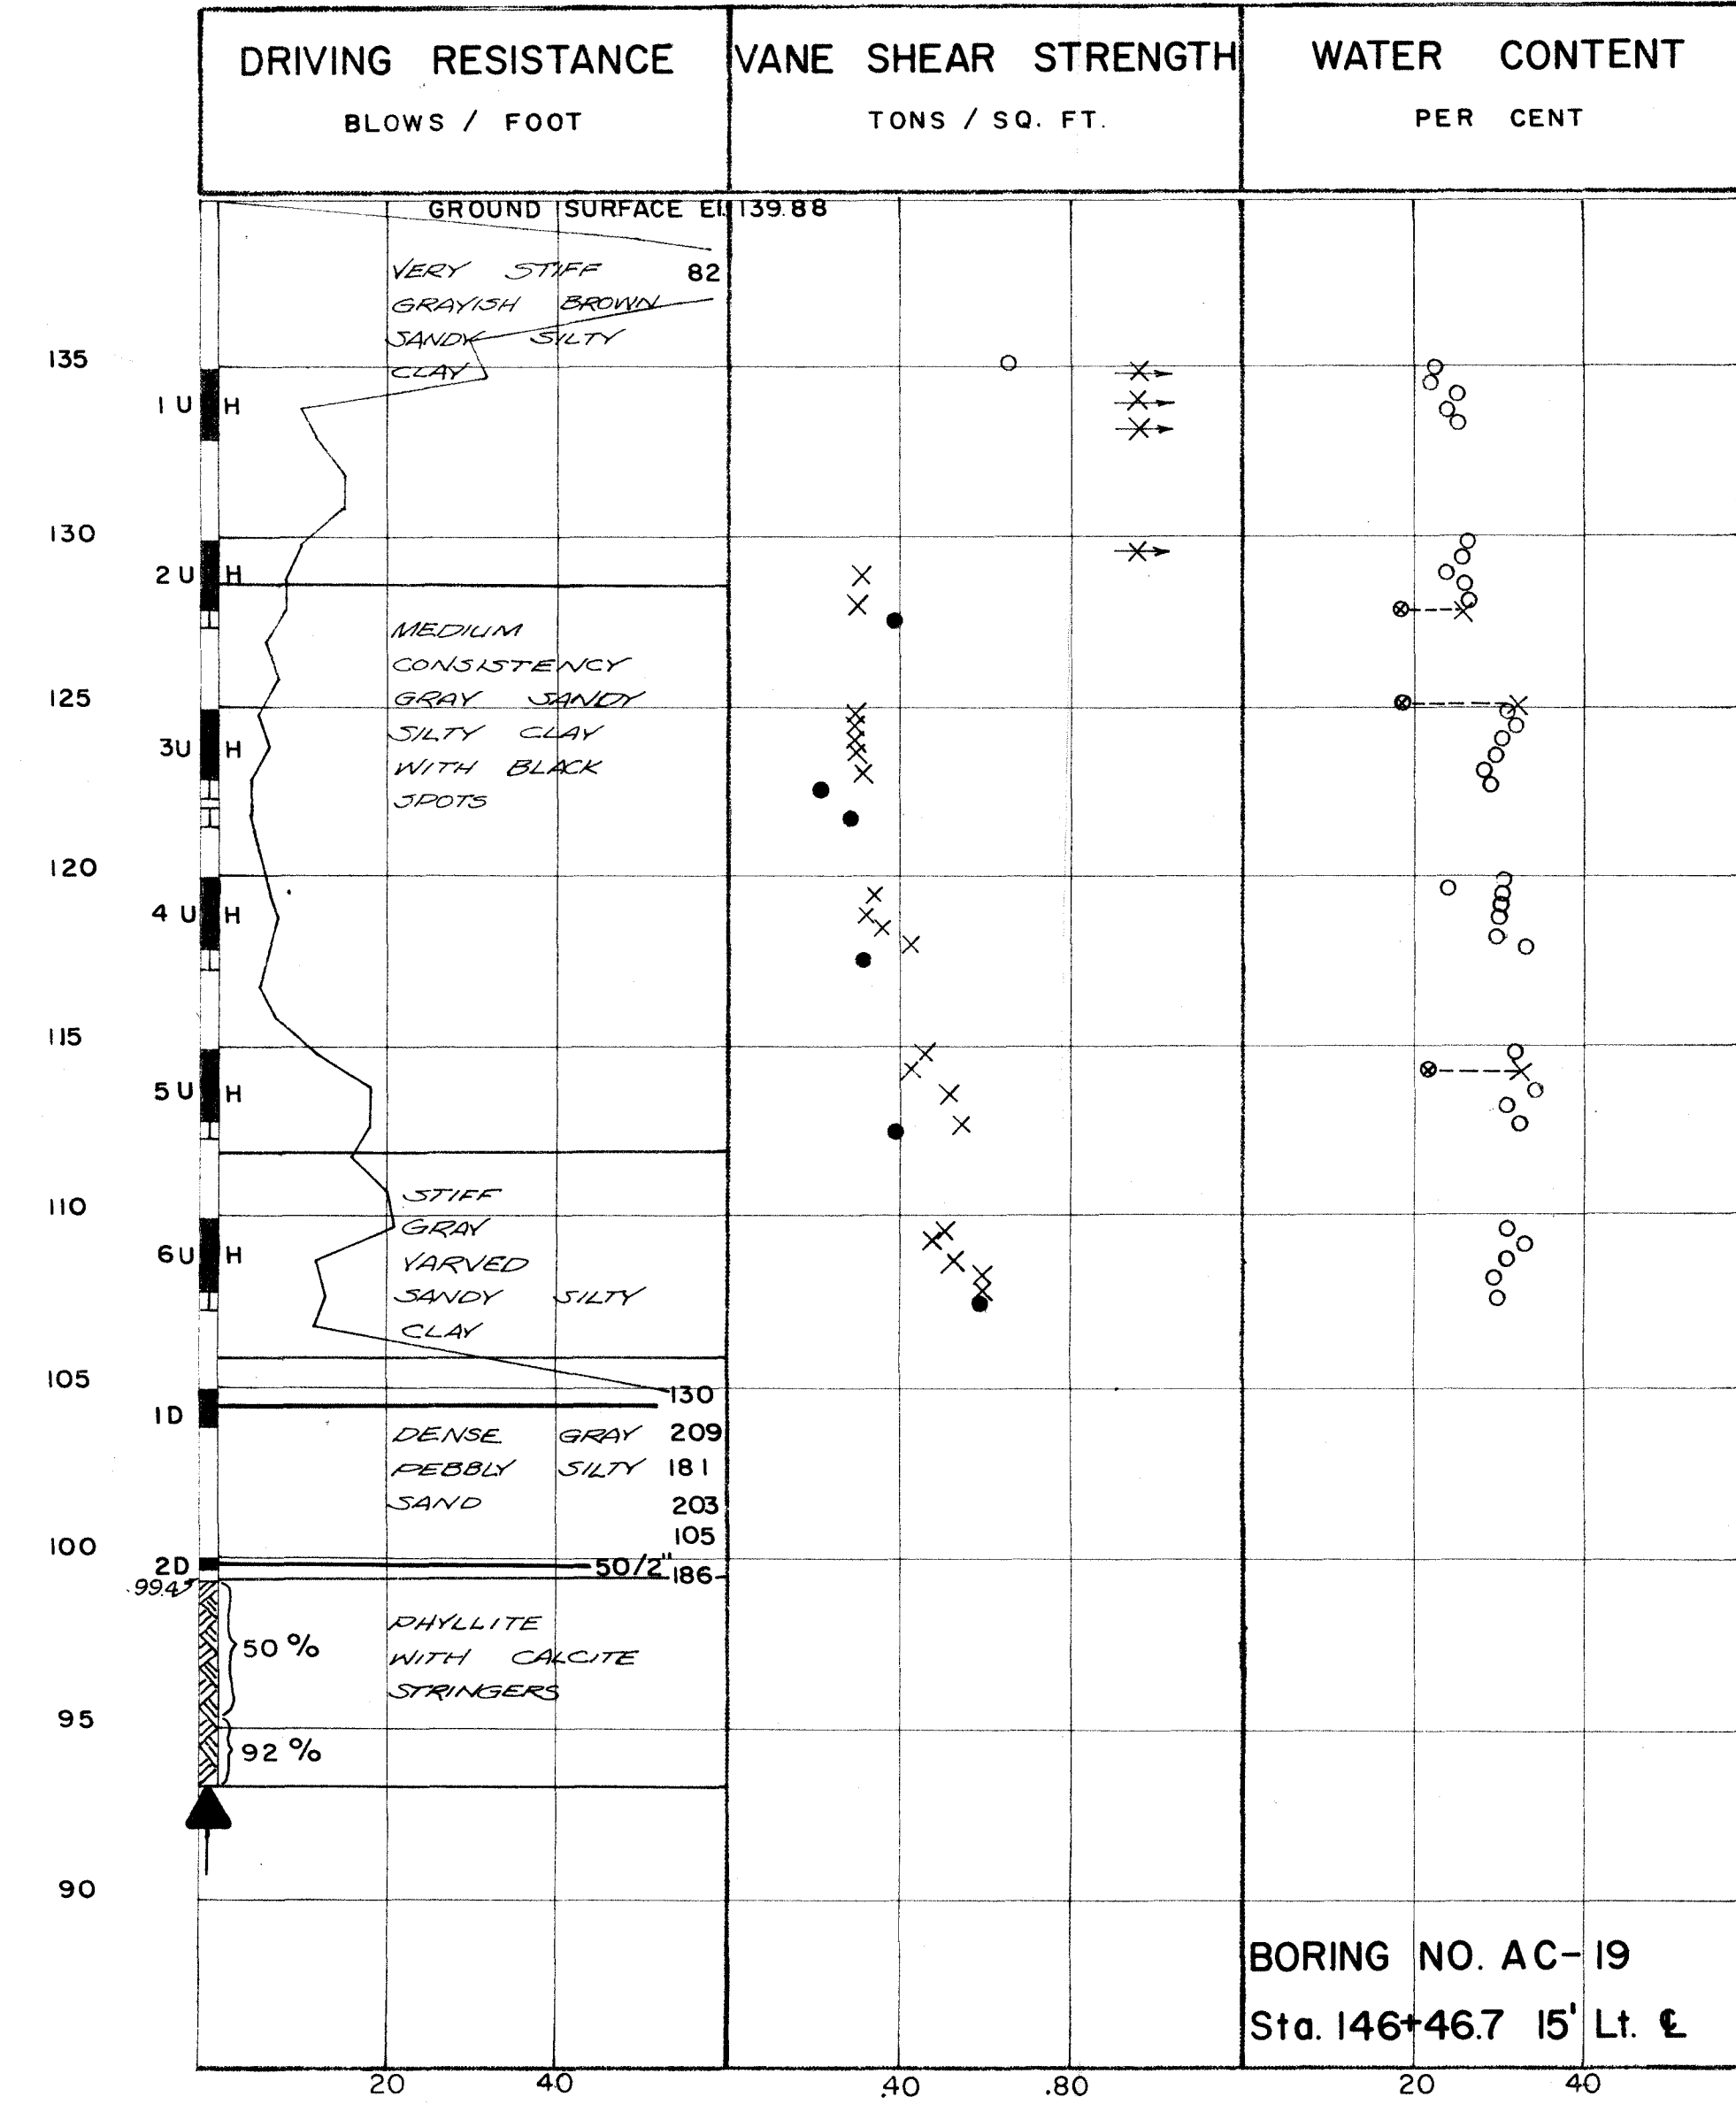 DRIVING RESISTANCE
BLOWS / FOOT
VANE SHEAR STRENGTH
TONS / SQ. FT.
WATER CONTENT
PER CENT
GROUND SURFACE El. 139.88
VERY STIFF 82
GRAYISH BROWN
SANDY SILTY
135
CLAY
1 U H
130
2 U H
MEDIUM
CONSISTENCY
125
GRAY SANDY
SILTY CLAY
3U H
WITH BLACK
SPOTS
120
4 U H
115
5 U H
STIFF
110
GRAY
6U H
VARVED
SANDY SILTY
CLAY
105
130
1D
DENSE GRAY 209
PEBBLY SILTY 181
SAND 203
105
100
2D 50/2" 186
99.4
PHYLLITE
50 %
WITH CALCITE
STRINGERS
95
92 %
90
BORING NO. AC-19
Sta. 146+46.7 15' Lt. ℄
20 40 .40 .80 20 40